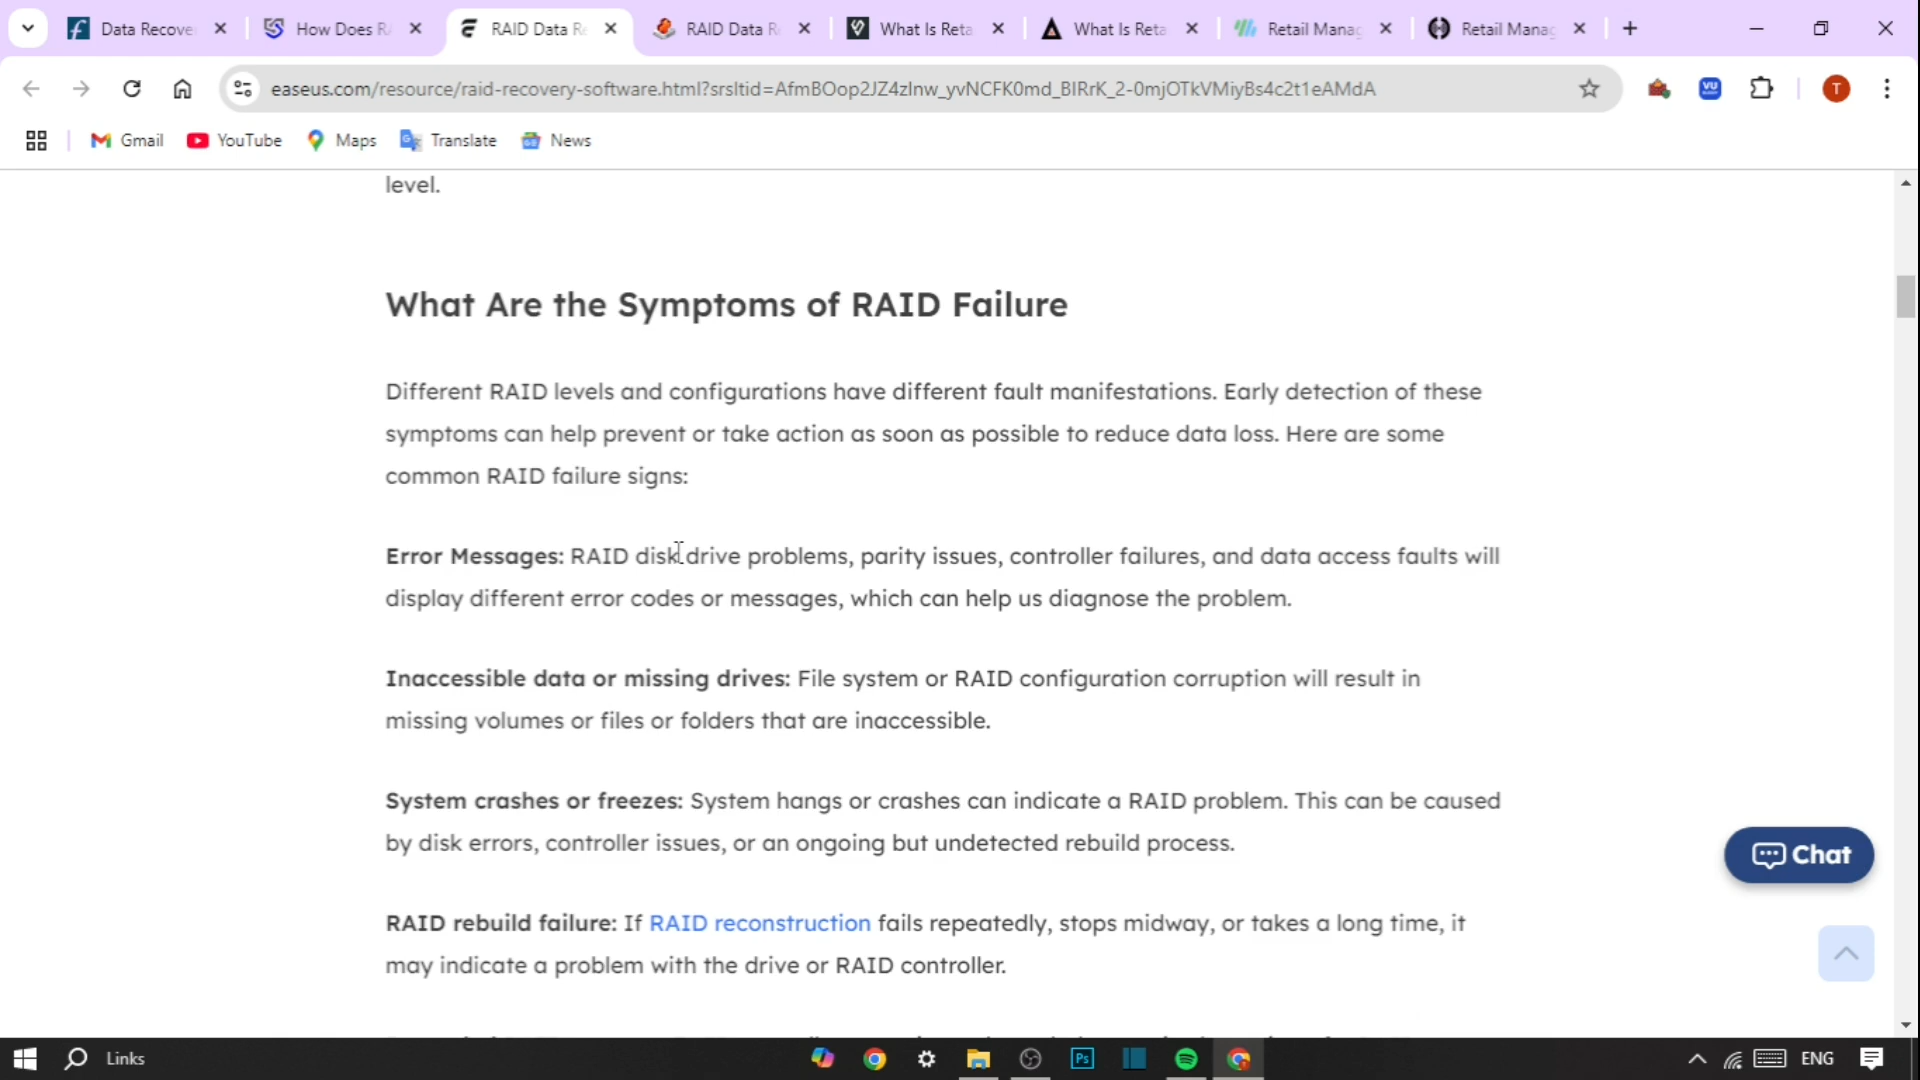 Data Recove
How Does R
RAID Data R
RAID Data R
What Is Reta
What Is Reta
Retail Manag
Retail Manag
easeus.com/resource/raid-recovery-software.html?srsltid=AfmBOop2JZ4zlnw_yvNCFK0md_BIRrK_2-0mjOTkVMiyBs4c2t1eAMdA
VU
T
Gmail
YouTube
Maps
Translate
News
level.
What Are the Symptoms of RAID Failure
Different RAID levels and configurations have different fault manifestations. Early detection of these
symptoms can help prevent or take action as soon as possible to reduce data loss. Here are some
common RAID failure signs:
Error Messages: RAID disk drive problems, parity issues, controller failures, and data access faults will
display different error codes or messages, which can help us diagnose the problem.
Inaccessible data or missing drives: File system or RAID configuration corruption will result in
missing volumes or files or folders that are inaccessible.
System crashes or freezes: System hangs or crashes can indicate a RAID problem. This can be caused
by disk errors, controller issues, or an ongoing but undetected rebuild process.
Chat
RAID rebuild failure: If RAID reconstruction fails repeatedly, stops midway, or takes a long time, it
may indicate a problem with the drive or RAID controller.
Links
Ps
ENG